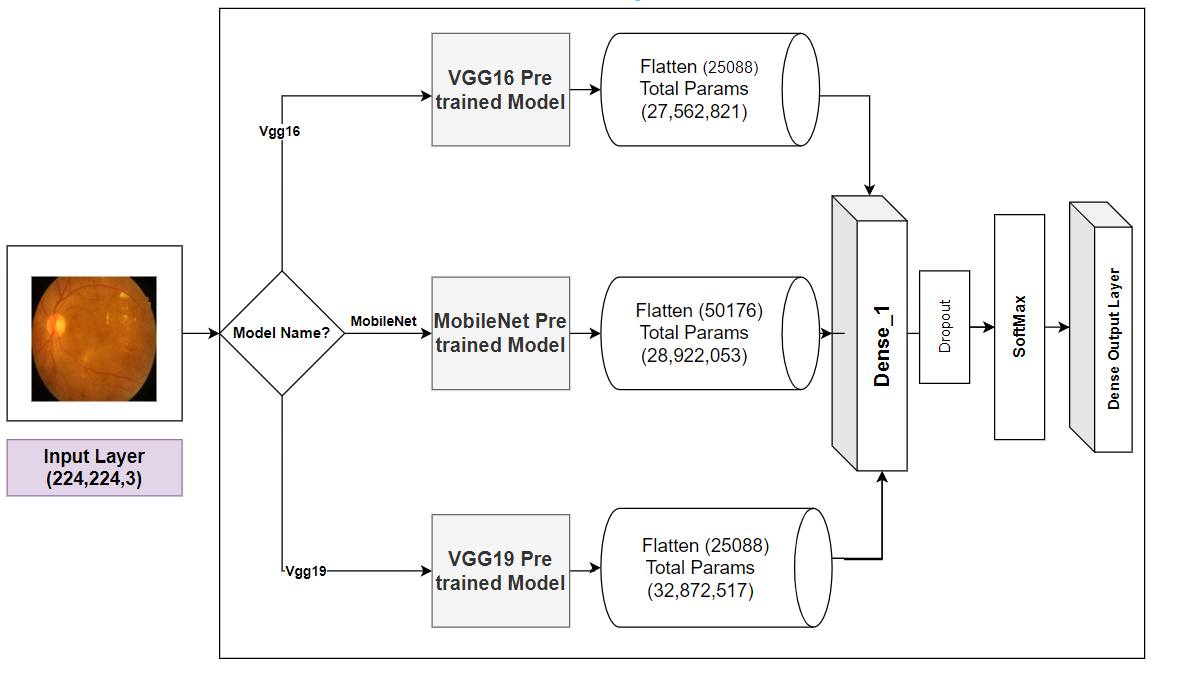 VGG16 Pre
trained Model
Flatten (25088)
Total Params
(27,562,821)
Vgg16
Input Layer
(224,224,3)
Model Name?
MobileNet
MobileNet Pre
trained Model
Flatten (50176)
Total Params
(28,922,053)
Dense_1
Dropout
SoftMax
Dense Output Layer
Vgg19
VGG19 Pre
trained Model
Flatten (25088)
Total Params
(32,872,517)